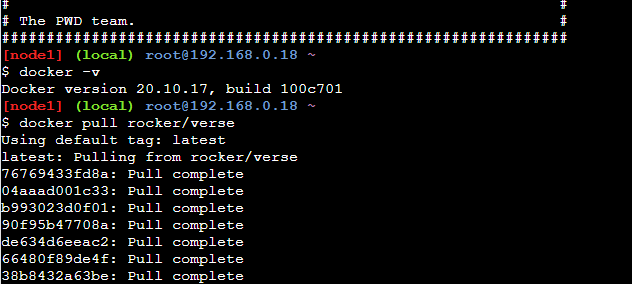 #                                                             #
# The PWD team.                                               #
###############################################################
[node1] (local) root@192.168.0.18 ~
$ docker -v
Docker version 20.10.17, build 100c701
[node1] (local) root@192.168.0.18 ~
$ docker pull rocker/verse
Using default tag: latest
latest: Pulling from rocker/verse
76769433fd8a: Pull complete
04aaad001c33: Pull complete
b993023d0f01: Pull complete
90f95b47708a: Pull complete
de634d6eeac2: Pull complete
66480f89de4f: Pull complete
38b8432a63be: Pull complete